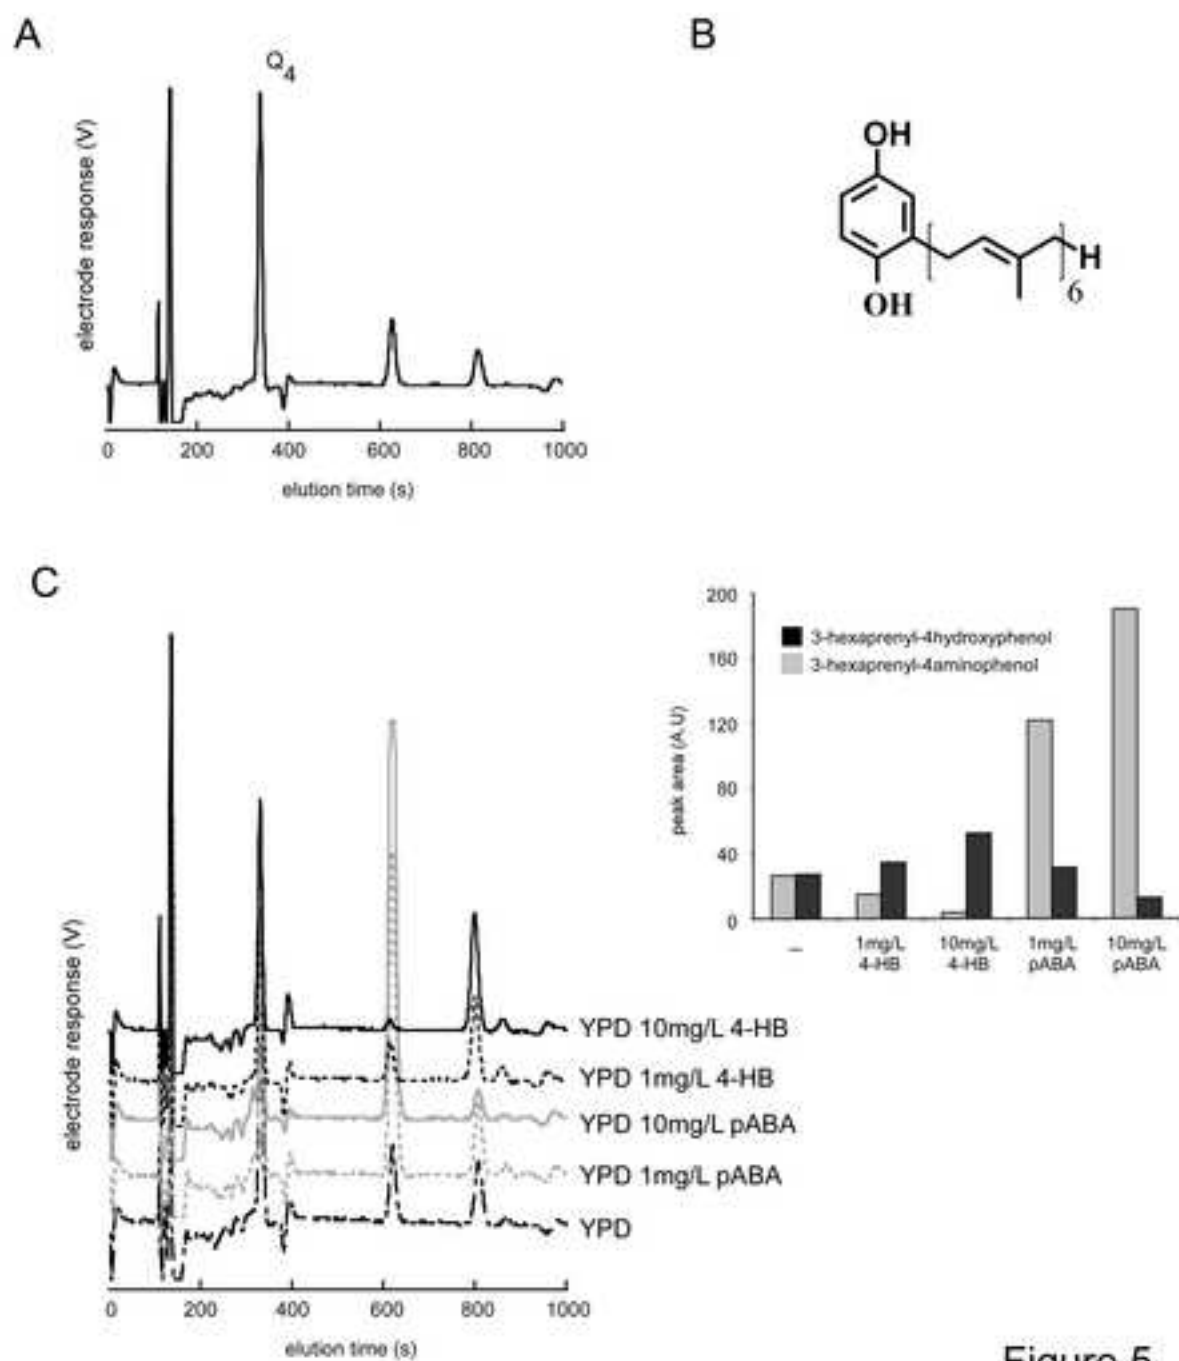 A
Q4
electrode response (V)
0 200 400 600 800 1000
elution time (s)
B
OH
H
6
OH
C
electrode response (V)
YPD 10mg/L 4-HB
YPD 1mg/L 4-HB
YPD 10mg/L pABA
YPD 1mg/L pABA
YPD
0 200 400 600 800 1000
elution time (s)
200
160
120
80
40
0
peak area (A.U)
3-hexaprenyl-4hydroxyphenol
3-hexaprenyl-4aminophenol
– 1mg/L 10mg/L 1mg/L 10mg/L
4-HB 4-HB pABA pABA
Figure 5